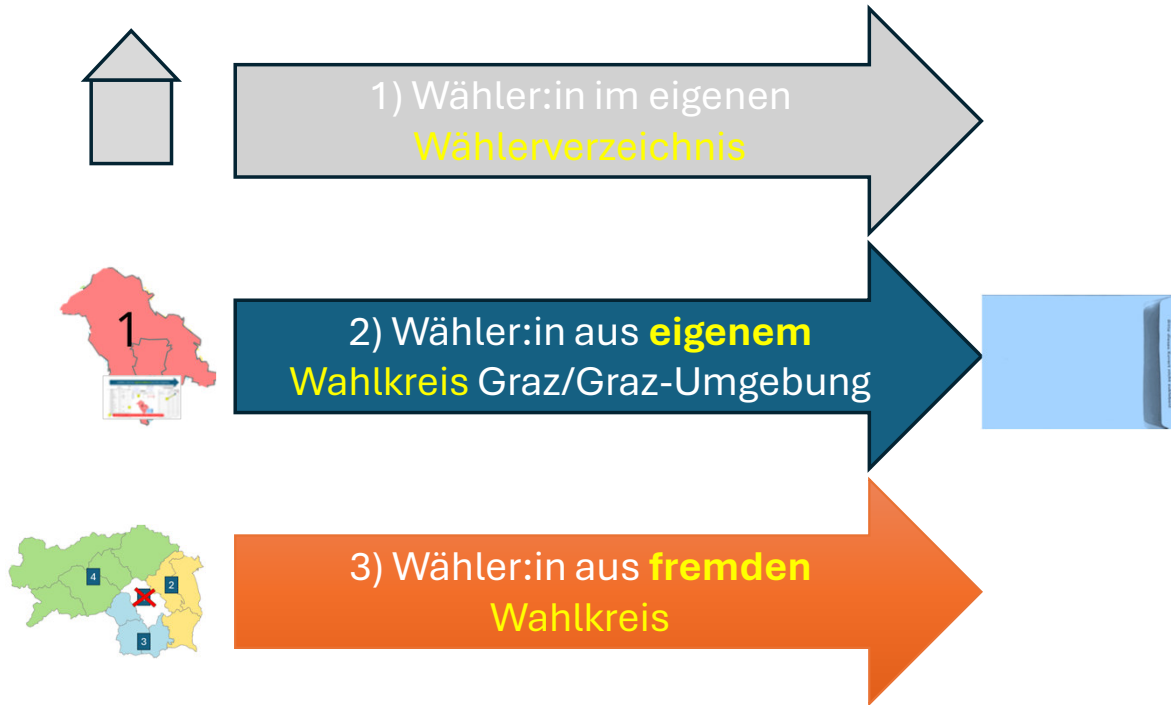 1) Wähler:in im eigenen
Wählerverzeichnis
1
2) Wähler:in aus eigenem
Wahlkreis Graz/Graz-Umgebung
4
2
3
3) Wähler:in aus fremden
Wahlkreis